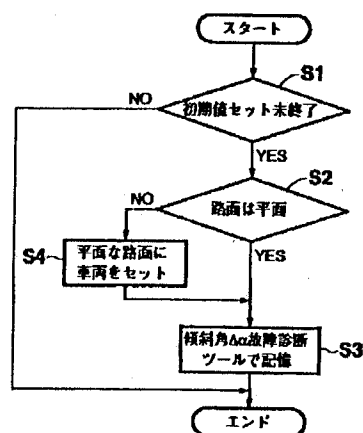 スタート
S1
NO
初期値セット未終了
YES
S2
NO
路面は平面
S4
平面な路面に
車両をセット
YES
傾斜角Δα故障診断
ツールで記憶
S3
エンド